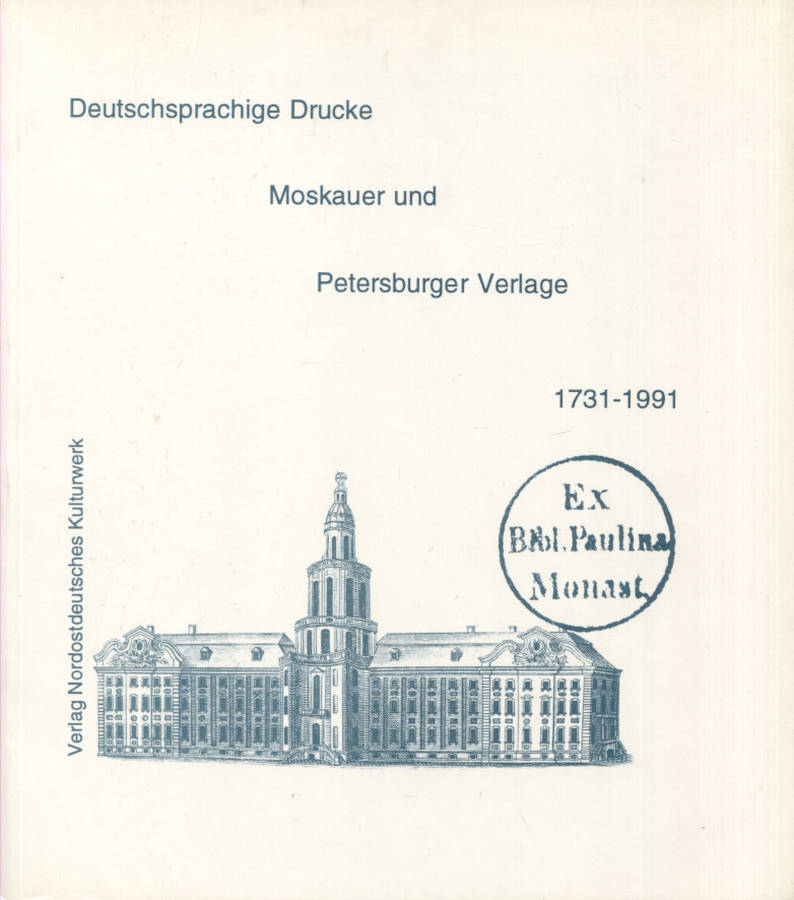 Deutschsprachige Drucke
Moskauer und
Petersburger Verlage
1731-1991
Verlag Nordostdeutsches Kulturwerk
Ex
Bibl. Paulina
Monast.